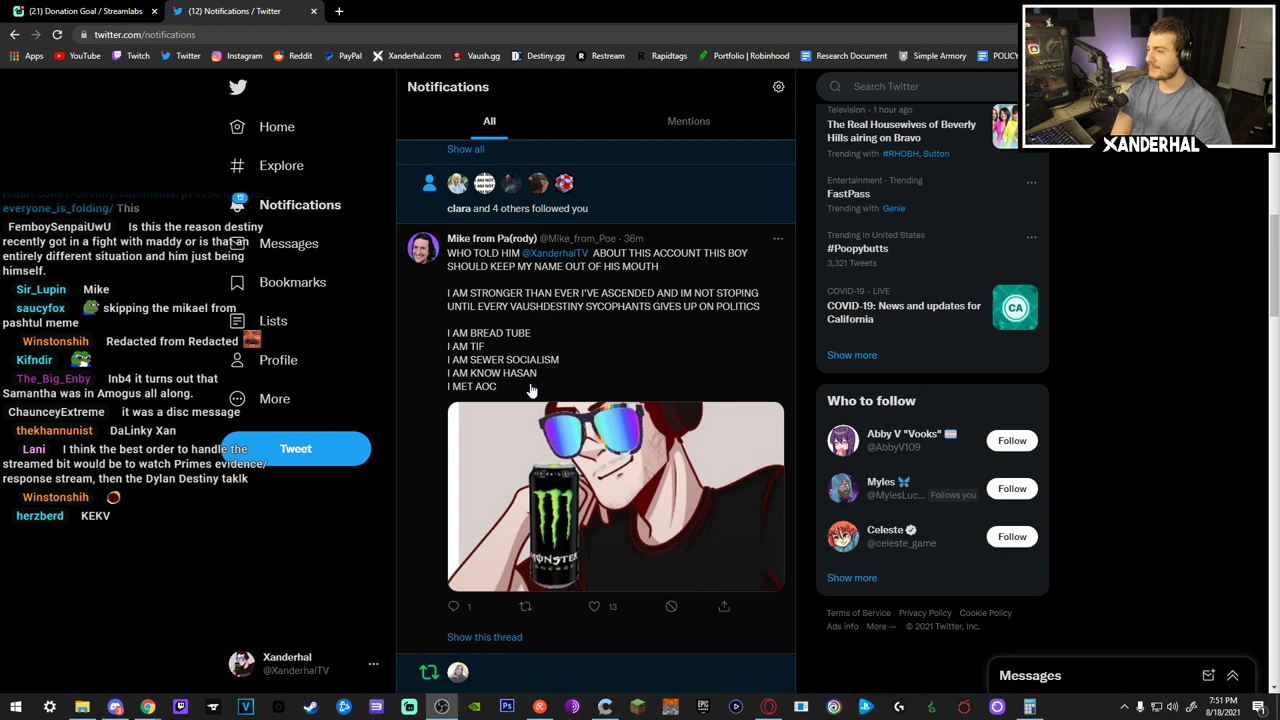 (21) Donation Goal / Streamlabs
(12) Notifications / Twitter
twitter.com/notifications
Apps
YouTube
Twitch
Twitter
Instagram
Reddit
PayPal
Xanderhal.com
Vaush.gg
Destiny.gg
Restream
Rapidtags
Portfolio | Robinhood
Research Document
Simple Armory
POLICY
XANDERHAL
Home
Explore
12
Notifications
Messages
Bookmarks
Lists
Profile
More
Tweet
Xanderhal
@XanderhalTV
everyone_is_folding/ This
FemboySenpaiUwU Is this the reason destiny
recently got in a fight with maddy or is that an
entirely different situation and him just being
himself.
Sir_Lupin Mike
saucyfox skipping the mikael from
pashtul meme
Winstonshih Redacted from Redacted
Kifndir
The_Big_Enby Inb4 it turns out that
Samantha was in Amogus all along.
ChaunceyExtreme it was a disc message
thekhannunist DaLinky Xan
Lani I think the best order to handle the
streamed bit would be to watch Primes evidence/
response stream, then the Dylan Destiny taklk
Winstonshih
herzberd KEKV
Notifications
All
Mentions
Show all
AM NOT
AM NOT
clara and 4 others followed you
Mike from Pa(rody) @Mike_from_Poe · 36m
WHO TOLD HIM @XanderhalTV ABOUT THIS ACCOUNT THIS BOY
SHOULD KEEP MY NAME OUT OF HIS MOUTH
I AM STRONGER THAN EVER I'VE ASCENDED AND IM NOT STOPING
UNTIL EVERY VAUSHDESTINY SYCOPHANTS GIVES UP ON POLITICS
I AM BREAD TUBE
I AM TIF
I AM SEWER SOCIALISM
I AM KNOW HASAN
I MET AOC
MONSTER
ENERGY
1
13
Show this thread
Search Twitter
Television · 1 hour ago
The Real Housewives of Beverly
Hills airing on Bravo
Trending with #RHOBH, Sutton
Entertainment · Trending
FastPass
Trending with Genie
Trending in United States
#Poopybutts
3,321 Tweets
COVID-19 · LIVE
COVID-19: News and updates for
California
CA
Show more
Who to follow
Abby V "Vooks"
@AbbyV109
Follow
Myles
@MylesLuc... Follows you
Follow
Celeste
@celeste_game
Follow
Show more
Terms of Service Privacy Policy Cookie Policy
Ads info More ··· © 2021 Twitter, Inc.
Messages
7:51 PM
8/18/2021